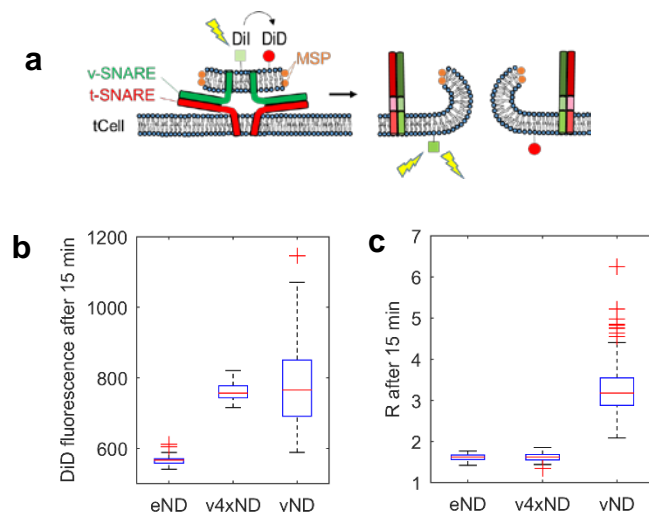 a
DiI DiD
MSP
v-SNARE
t-SNARE
tCell
b
DiD fluorescence after 15 min
1200
1000
800
600
eND v4xND vND
c
R after 15 min
7
6
5
4
3
2
1
eND v4xND vND